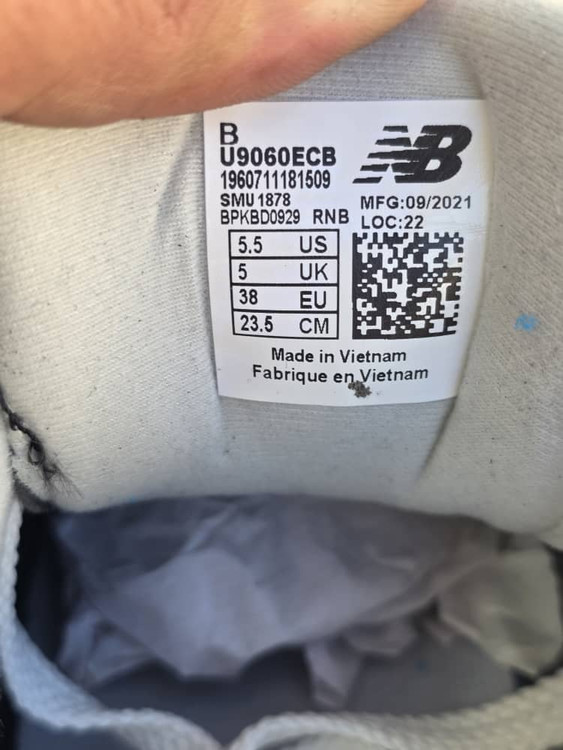 B
U9060ECB
1960711181509
SMU 1878
BPKBD0929 RNB
NB
MFG:09/2021
LOC:22
5.5 US
5 UK
38 EU
23.5 CM
Made in Vietnam
Fabrique en Vietnam